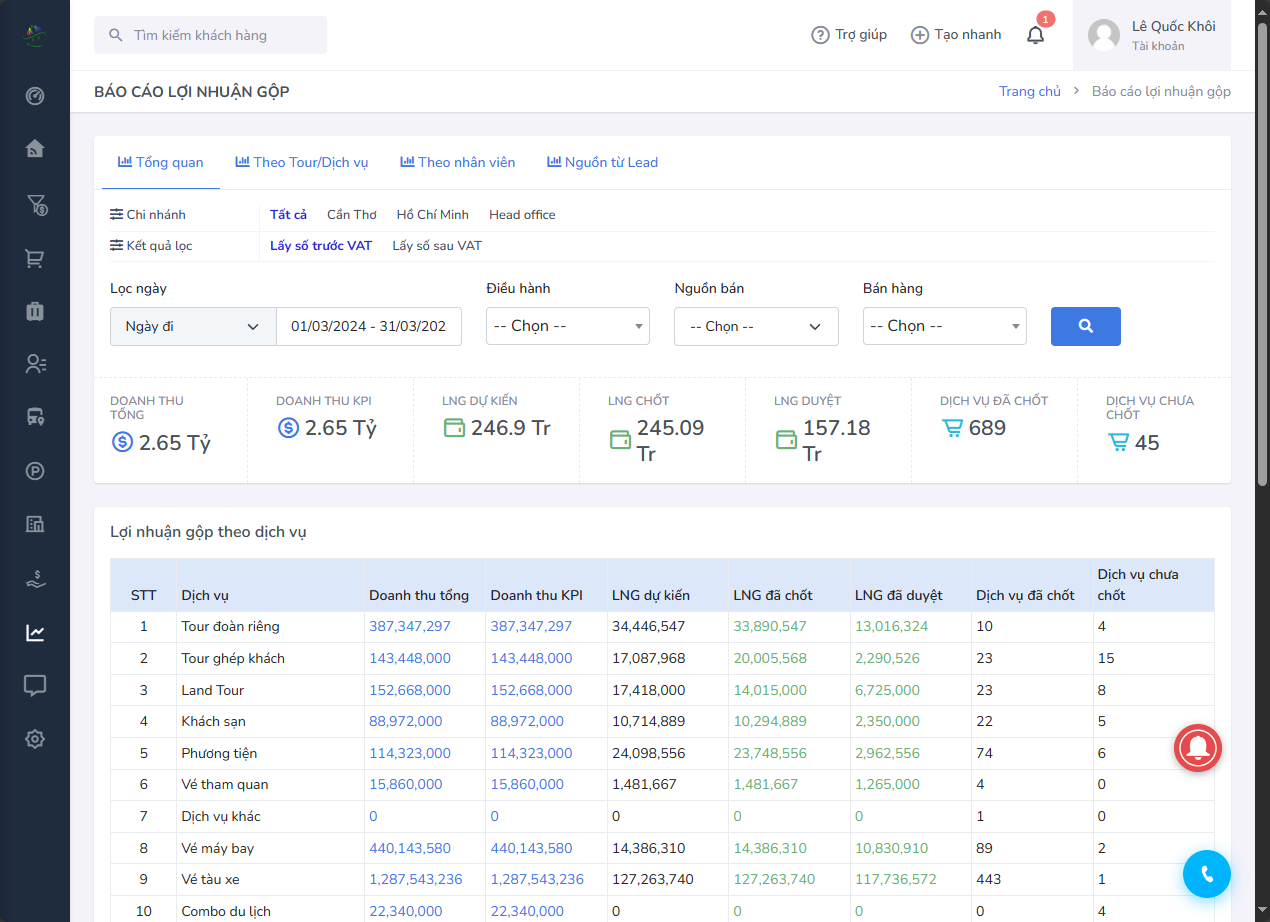 Tìm kiếm khách hàng
Trợ giúp
Tạo nhanh
1
Lê Quốc Khôi
Tài khoản
BÁO CÁO LỢI NHUẬN GỘP
Trang chủ > Báo cáo lợi nhuận gộp
Tổng quan
Theo Tour/Dịch vụ
Theo nhân viên
Nguồn từ Lead
Chi nhánh Tất cả Cần Thơ Hồ Chí Minh Head office
Kết quả lọc Lấy số trước VAT Lấy số sau VAT
Lọc ngày Điều hành Nguồn bán Bán hàng
Ngày đi 01/03/2024 - 31/03/202 -- Chọn -- -- Chọn -- -- Chọn --
DOANH THU TỔNG
2.65 Tỷ
DOANH THU KPI
2.65 Tỷ
LNG DỰ KIẾN
246.9 Tr
LNG CHỐT
245.09 Tr
LNG DUYỆT
157.18 Tr
DỊCH VỤ ĐÃ CHỐT
689
DỊCH VỤ CHƯA CHỐT
45
Lợi nhuận gộp theo dịch vụ
STT Dịch vụ Doanh thu tổng Doanh thu KPI LNG dự kiến LNG đã chốt LNG đã duyệt Dịch vụ đã chốt Dịch vụ chưa chốt
1 Tour đoàn riêng 387,347,297 387,347,297 34,446,547 33,890,547 13,016,324 10 4
2 Tour ghép khách 143,448,000 143,448,000 17,087,968 20,005,568 2,290,526 23 15
3 Land Tour 152,668,000 152,668,000 17,418,000 14,015,000 6,725,000 23 8
4 Khách sạn 88,972,000 88,972,000 10,714,889 10,294,889 2,350,000 22 5
5 Phương tiện 114,323,000 114,323,000 24,098,556 23,748,556 2,962,556 74 6
6 Vé tham quan 15,860,000 15,860,000 1,481,667 1,481,667 1,265,000 4 0
7 Dịch vụ khác 0 0 0 0 0 1 0
8 Vé máy bay 440,143,580 440,143,580 14,386,310 14,386,310 10,830,910 89 2
9 Vé tàu xe 1,287,543,236 1,287,543,236 127,263,740 127,263,740 117,736,572 443 1
10 Combo du lịch 22,340,000 22,340,000 0 0 0 0 4